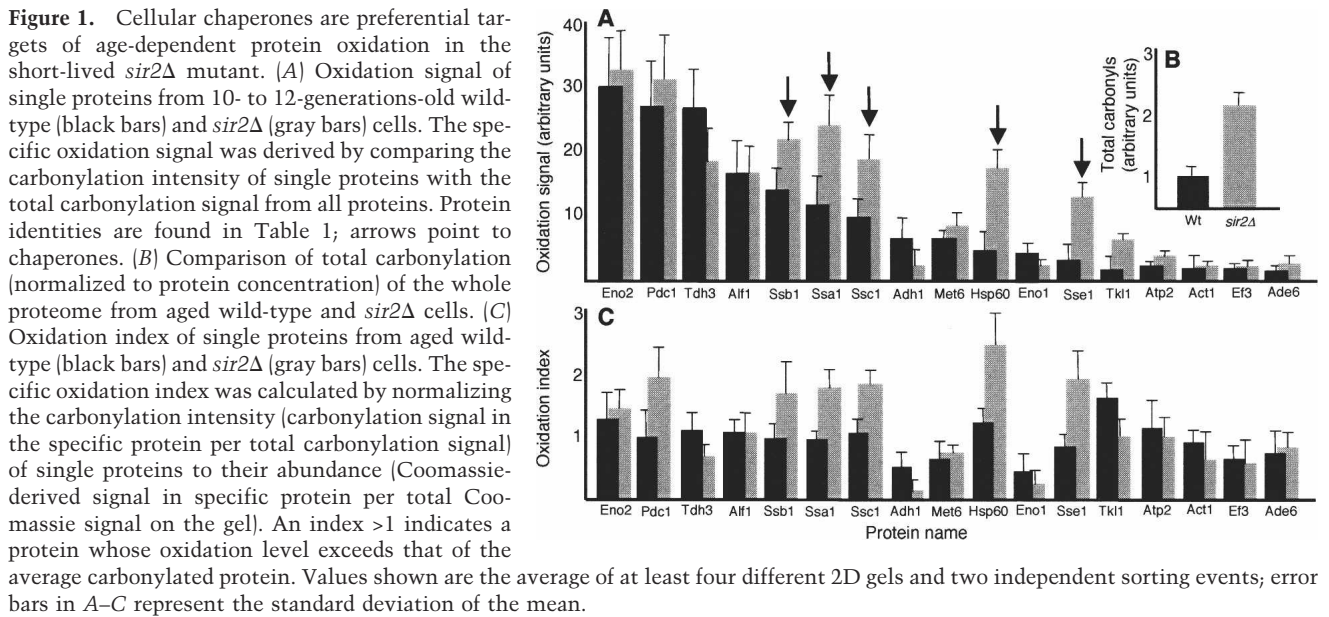 Figure 1. Cellular chaperones are preferential tar-
gets of age-dependent protein oxidation in the
short-lived sir2Δ mutant. (A) Oxidation signal of
single proteins from 10- to 12-generations-old wild-
type (black bars) and sir2Δ (gray bars) cells. The spe-
cific oxidation signal was derived by comparing the
carbonylation intensity of single proteins with the
total carbonylation signal from all proteins. Protein
identities are found in Table 1; arrows point to
chaperones. (B) Comparison of total carbonylation
(normalized to protein concentration) of the whole
proteome from aged wild-type and sir2Δ cells. (C)
Oxidation index of single proteins from aged wild-
type (black bars) and sir2Δ (gray bars) cells. The spe-
cific oxidation index was calculated by normalizing
the carbonylation intensity (carbonylation signal in
the specific protein per total carbonylation signal)
of single proteins to their abundance (Coomassie-
derived signal in specific protein per total Coo-
massie signal on the gel). An index >1 indicates a
protein whose oxidation level exceeds that of the
average carbonylated protein. Values shown are the average of at least four different 2D gels and two independent sorting events; error
bars in A–C represent the standard deviation of the mean.
A
Oxidation signal (arbitrary units)
40
30
20
10
Eno2 Pdc1 Tdh3 Alf1 Ssb1 Ssa1 Ssc1 Adh1 Met6 Hsp60 Eno1 Sse1 Tkl1 Atp2 Act1 Ef3 Ade6
B
Total carbonyls
(arbitrary units)
3
2
1
Wt sir2Δ
C
Oxidation index
3
2
1
Eno2 Pdc1 Tdh3 Alf1 Ssb1 Ssa1 Ssc1 Adh1 Met6 Hsp60 Eno1 Sse1 Tkl1 Atp2 Act1 Ef3 Ade6
Protein name